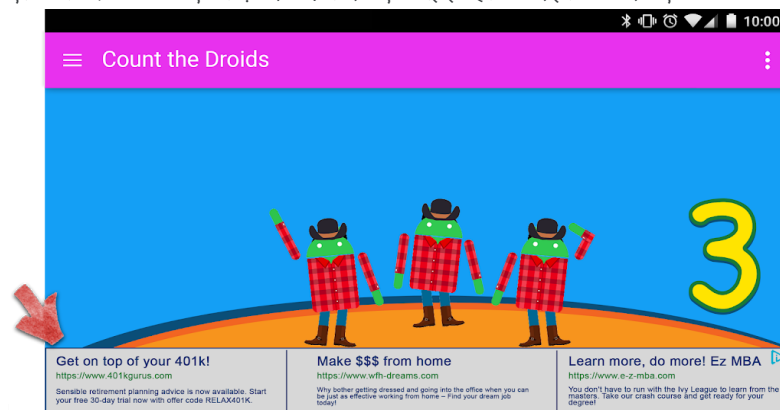 10:00
Count the Droids
3
Get on top of your 401k!
https://www.401kgurus.com
Sensible retirement planning advice is now available. Start
your free 30-day trial now with offer code RELAX401K.
Make $$$ from home
https://www.wfh-dreams.com
Why bother getting dressed and going into the office when you can
be just as effective working from home – Find your dream job
today!
Learn more, do more! Ez MBA
https://www.e-z-mba.com
You don't have to run with the Ivy League to learn from the
masters. Take our crash course and get ready for your
degree!